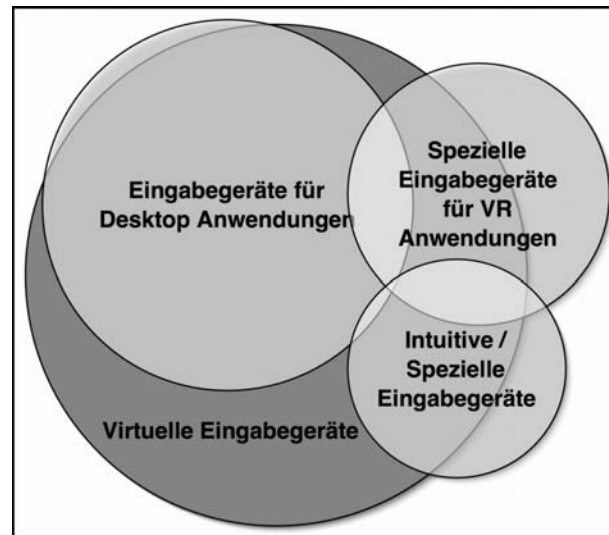 Eingabegeräte für
Desktop Anwendungen
Spezielle
Eingabegeräte
für VR
Anwendungen
Intuitive /
Spezielle
Eingabegeräte
Virtuelle Eingabegeräte